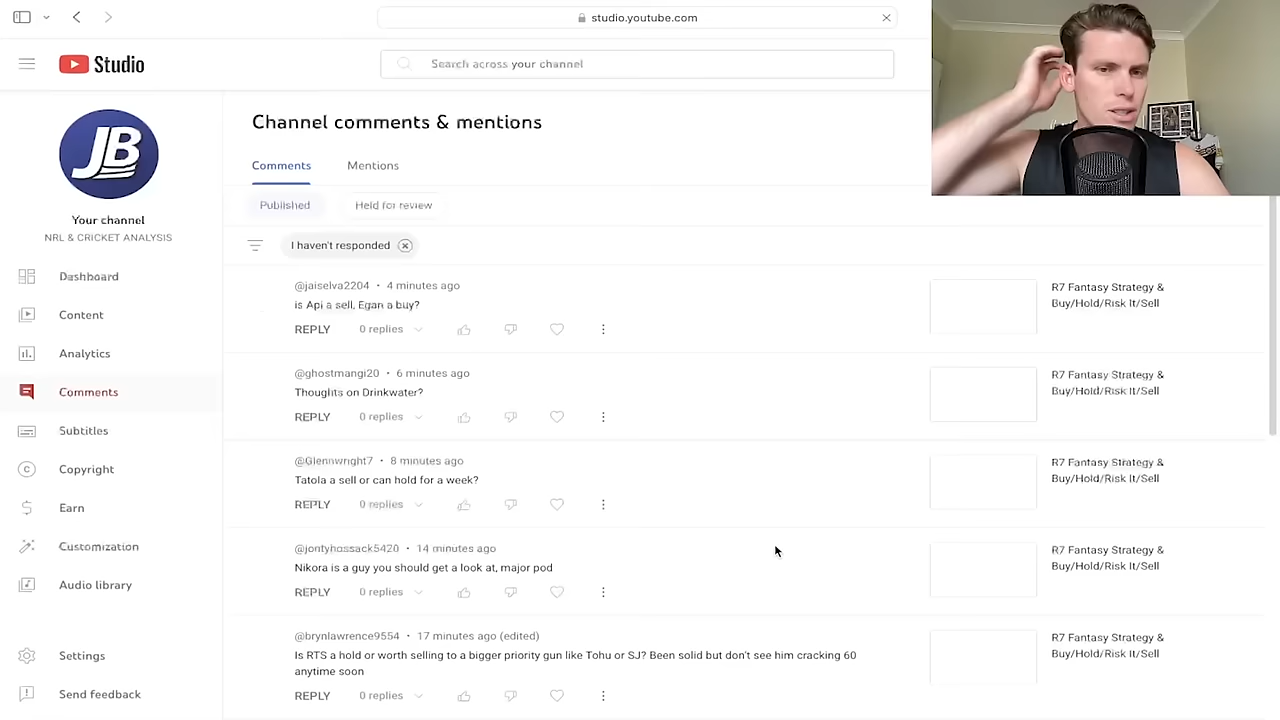 studio.youtube.com
Studio
Search across your channel
JB
Your channel
NRL & CRICKET ANALYSIS
Dashboard
Content
Analytics
Comments
Subtitles
Copyright
Earn
Customization
Audio library
Settings
Send feedback
Channel comments & mentions
Comments
Mentions
Published
Held for review
I haven't responded
@jaiselva2204 • 4 minutes ago
is Api a sell, Egan a buy?
REPLY 0 replies
R7 Fantasy Strategy &
Buy/Hold/Risk It/Sell
@ghostmangi20 • 6 minutes ago
Thoughts on Drinkwater?
REPLY 0 replies
R7 Fantasy Strategy &
Buy/Hold/Risk It/Sell
@Glennwright7 • 8 minutes ago
Tatola a sell or can hold for a week?
REPLY 0 replies
R7 Fantasy Strategy &
Buy/Hold/Risk It/Sell
@jontyhossack5420 • 14 minutes ago
Nikora is a guy you should get a look at, major pod
REPLY 0 replies
R7 Fantasy Strategy &
Buy/Hold/Risk It/Sell
@brynlawrence9554 • 17 minutes ago (edited)
Is RTS a hold or worth selling to a bigger priority gun like Tohu or SJ? Been solid but don't see him cracking 60
anytime soon
REPLY 0 replies
R7 Fantasy Strategy &
Buy/Hold/Risk It/Sell